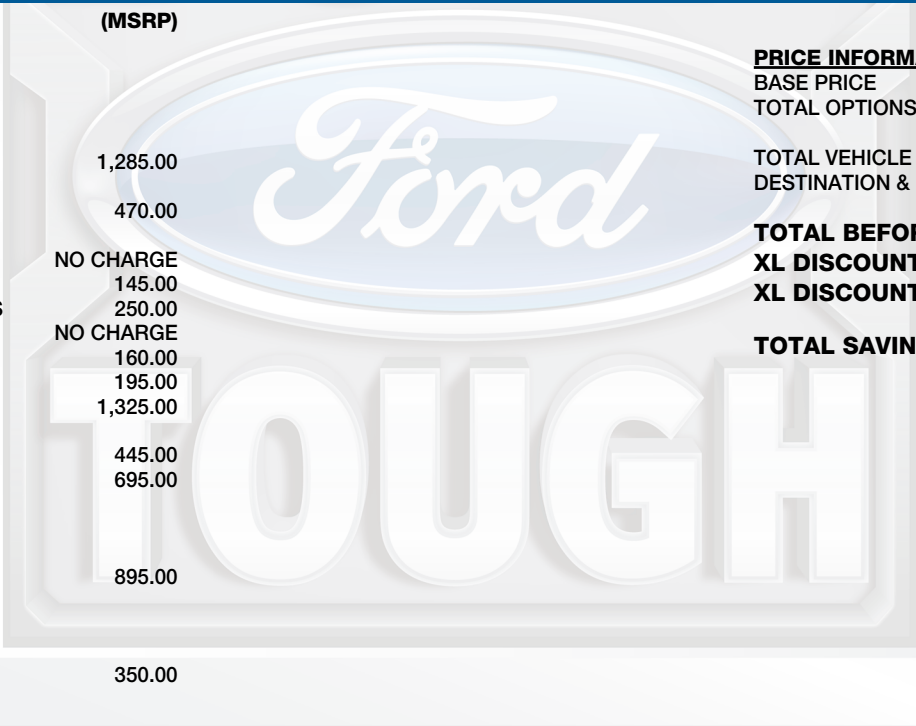 (MSRP)
1,285.00
470.00
NO CHARGE
145.00
S 250.00
NO CHARGE
160.00
195.00
1,325.00
445.00
695.00
895.00
350.00
PRICE INFORMA
BASE PRICE
TOTAL OPTIONS
TOTAL VEHICLE
DESTINATION &
TOTAL BEFOR
XL DISCOUNT
XL DISCOUNT
TOTAL SAVIN
Ford
TOUGH